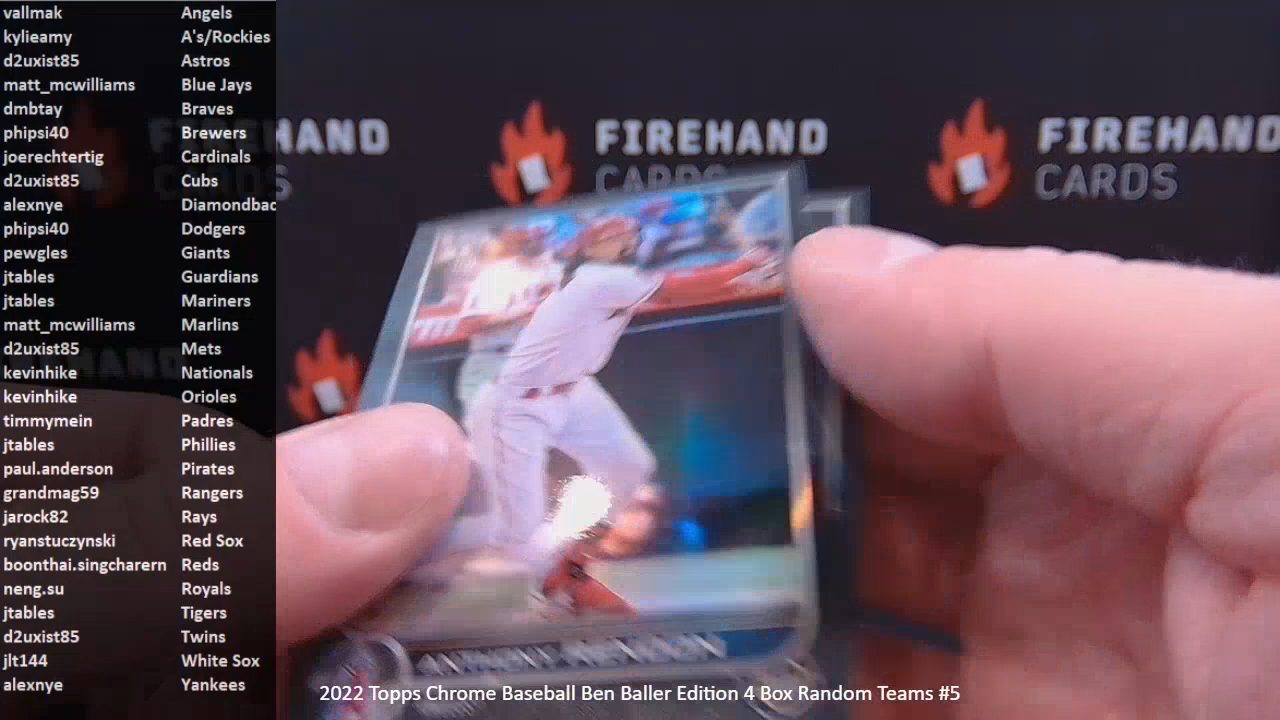 vallmak Angels
kylieamy A's/Rockies
d2uxist85 Astros
matt_mcwilliams Blue Jays
dmbtay Braves
phipsi40 Brewers
joerechtertig Cardinals
d2uxist85 Cubs
alexnye Diamondbac
phipsi40 Dodgers
pewgles Giants
jtables Guardians
jtables Mariners
matt_mcwilliams Marlins
d2uxist85 Mets
kevinhike Nationals
kevinhike Orioles
timmymein Padres
jtables Phillies
paul.anderson Pirates
grandmag59 Rangers
jarock82 Rays
ryanstuczynski Red Sox
boonthai.singcharern Reds
neng.su Royals
jtables Tigers
d2uxist85 Twins
jlt144 White Sox
alexnye Yankees
FIREHAND
CARDS
FIREHAND
CARDS
FIREHAND
CARDS
ANTHONY RENDON
2022 Topps Chrome Baseball Ben Baller Edition 4 Box Random Teams #5